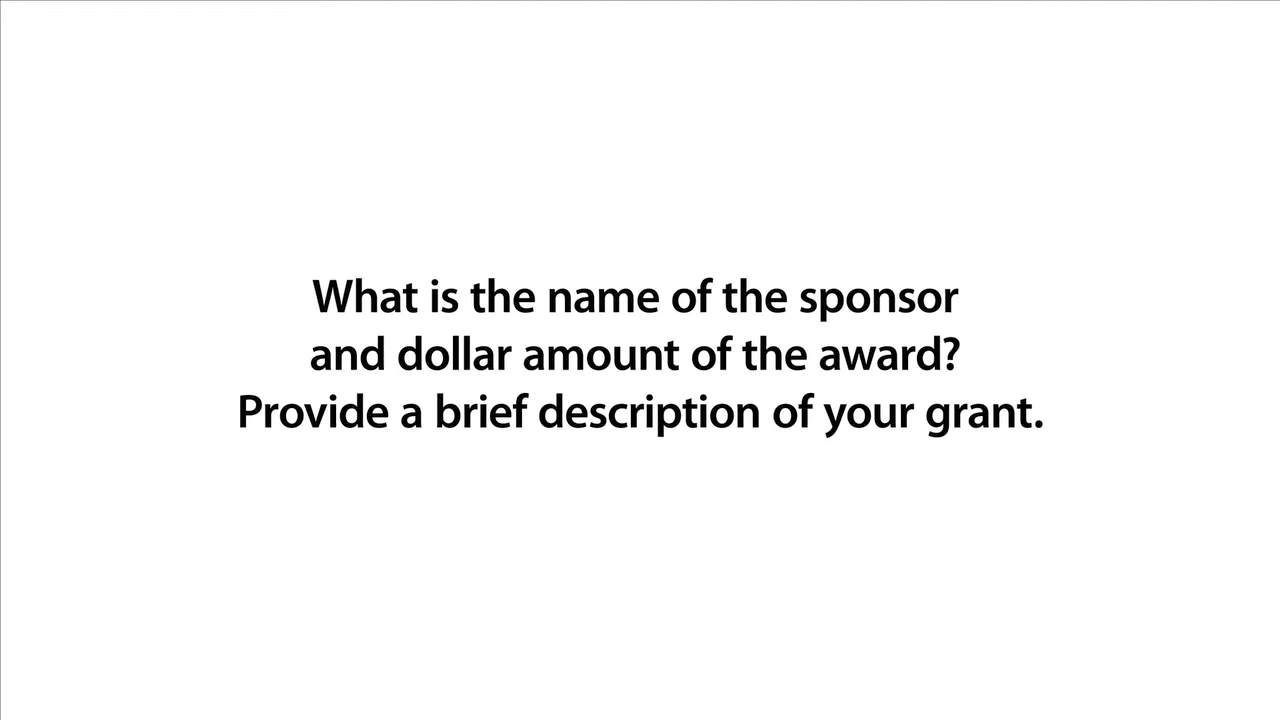 What is the name of the sponsor
and dollar amount of the award?
Provide a brief description of your grant.